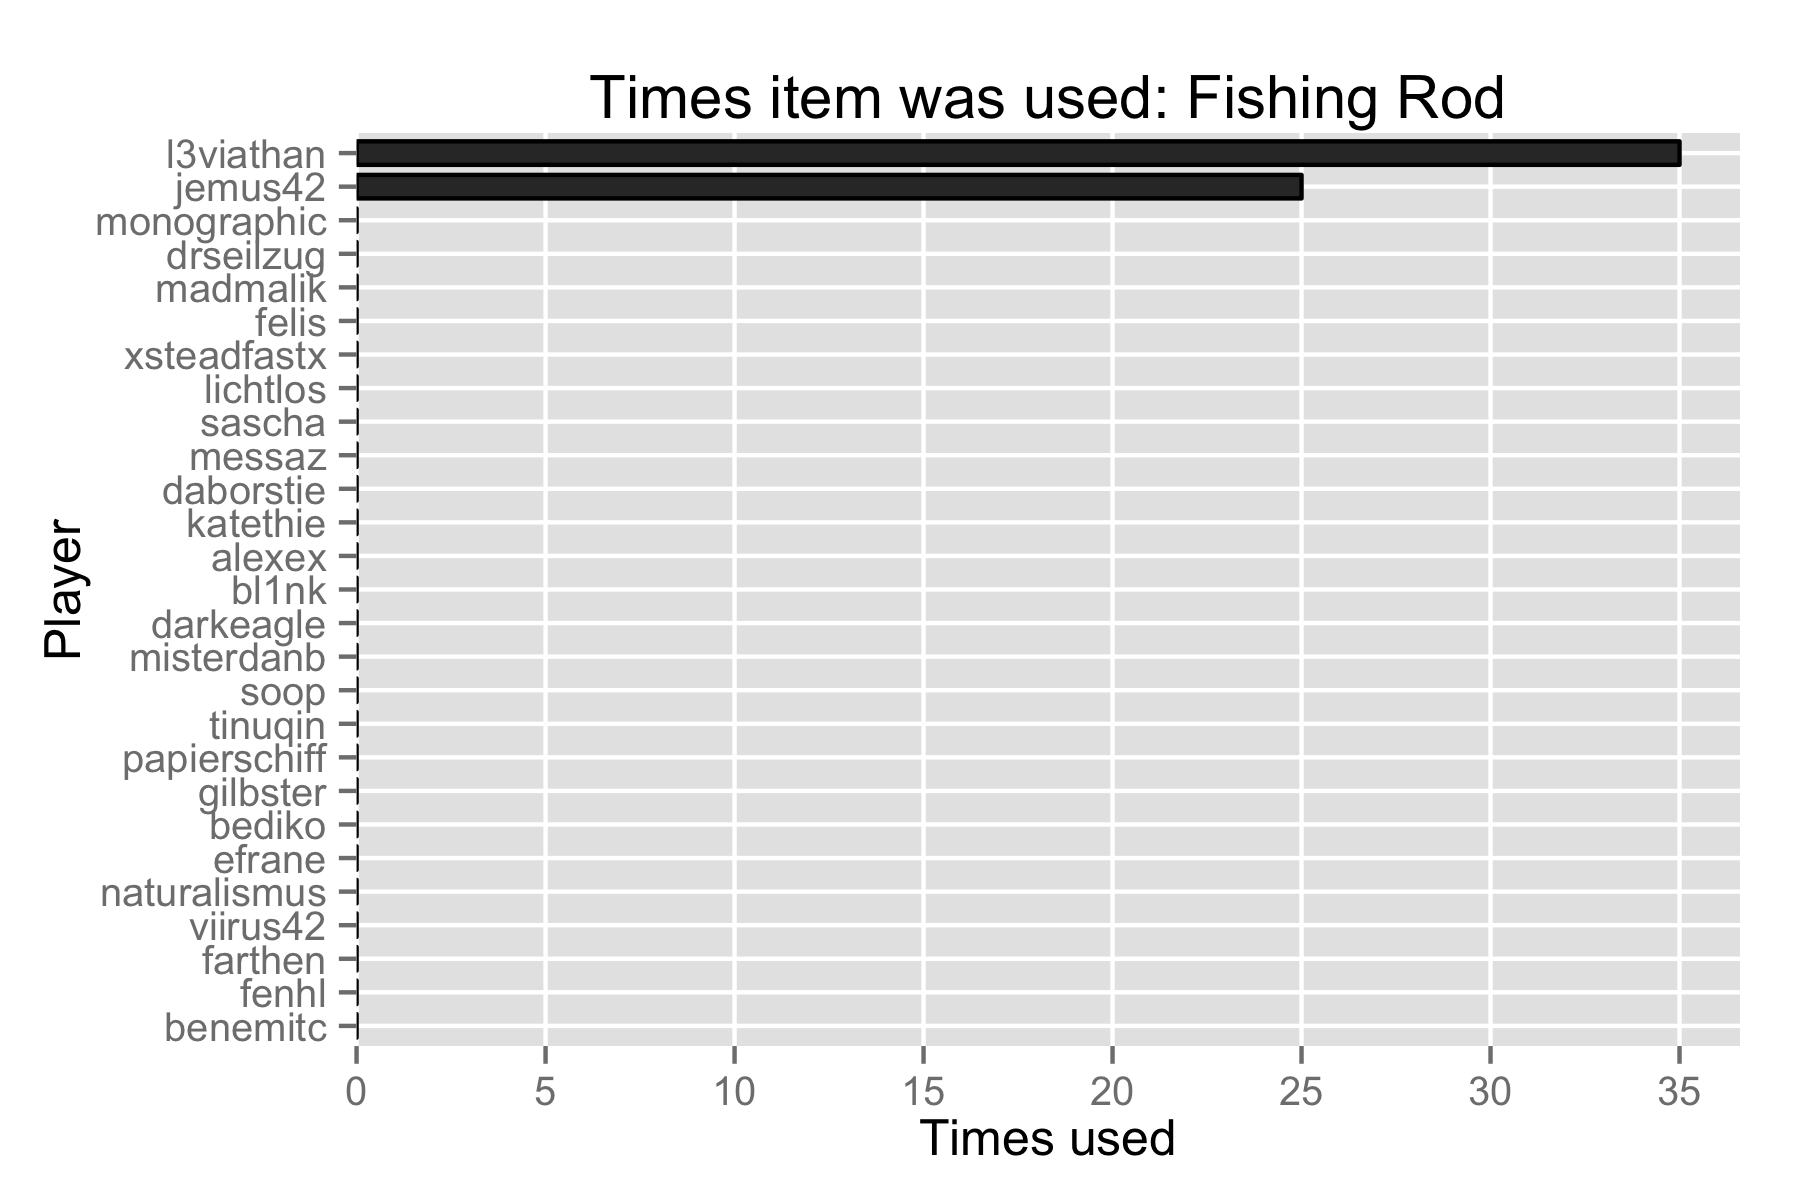 Times item was used: Fishing Rod
l3viathan
jemus42
monographic
drseilzug
madmalik
felis
xsteadfastx
lichtlos
sascha
messaz
daborstie
katethie
alexex
bl1nk
darkeagle
misterdanb
soop
tinuqin
papierschiff
gilbster
bediko
efrane
naturalismus
viirus42
farthen
fenhl
benemitc
Player
0 5 10 15 20 25 30 35
Times used